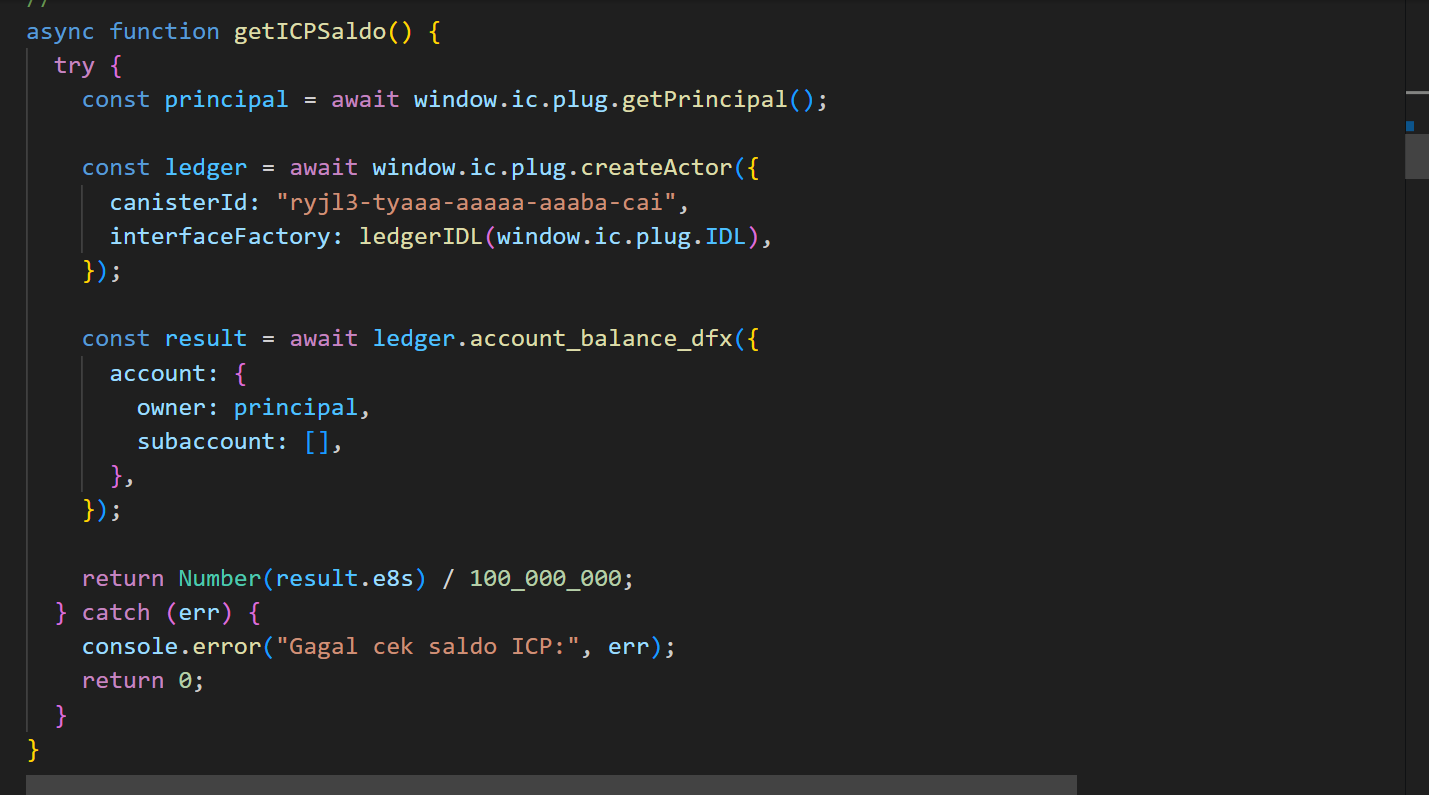 //
async function getICPSaldo() {
  try {
    const principal = await window.ic.plug.getPrincipal();

    const ledger = await window.ic.plug.createActor({
      canisterId: "ryjl3-tyaaa-aaaaa-aaaba-cai",
      interfaceFactory: ledgerIDL(window.ic.plug.IDL),
    });

    const result = await ledger.account_balance_dfx({
      account: {
        owner: principal,
        subaccount: [],
      },
    });

    return Number(result.e8s) / 100_000_000;
  } catch (err) {
    console.error("Gagal cek saldo ICP:", err);
    return 0;
  }
}